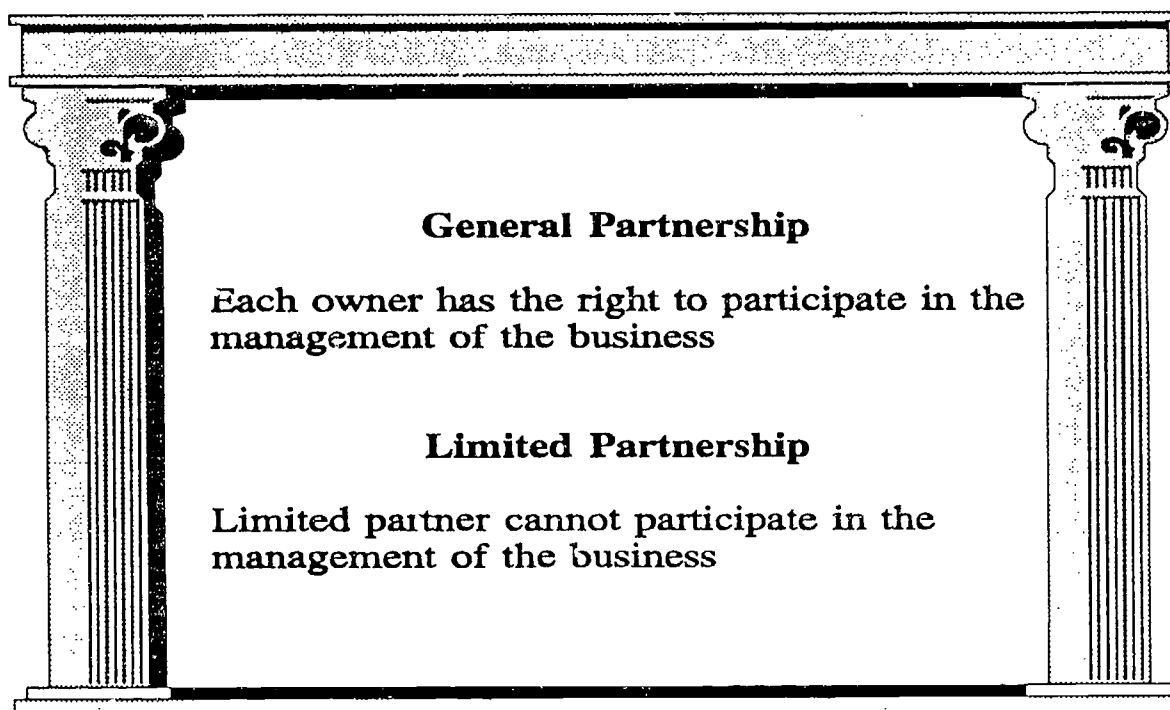 General Partnership
Each owner has the right to participate in the
management of the business
Limited Partnership
Limited partner cannot participate in the
management of the business